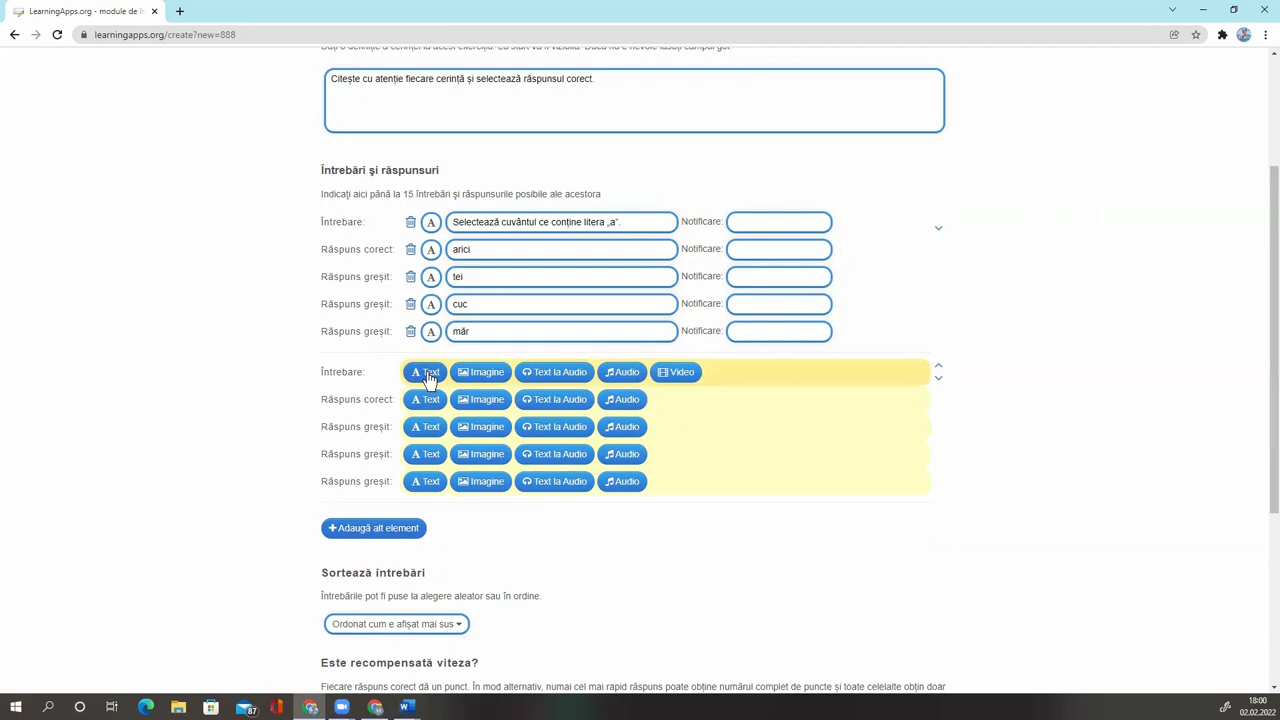 LearningApps.org - module de în
learningapps.org/create?new=888
Citește cu atenție fiecare cerință și selectează răspunsul corect.
Întrebări şi răspunsuri
Indicaţi aici până la 15 întrebări şi răspunsurile posibile ale acestora
Întrebare: A Selectează cuvântul ce conține litera „a”. Notificare:
Răspuns corect: A arici Notificare:
Răspuns greșit: A tei Notificare:
Răspuns greșit: A cuc Notificare:
Răspuns greșit: A măr Notificare:
Întrebare: A Text Imagine Text la Audio Audio Video
Răspuns corect: A Text Imagine Text la Audio Audio
Răspuns greșit: A Text Imagine Text la Audio Audio
Răspuns greșit: A Text Imagine Text la Audio Audio
Răspuns greșit: A Text Imagine Text la Audio Audio
+ Adaugă alt element
Sortează întrebări
Întrebările pot fi puse la alegere aleator sau în ordine.
Ordonat cum e afișat mai sus
Este recompensată viteza?
Fiecare răspuns corect dă un punct. În mod alternativ, numai cel mai rapid răspuns poate obține numărul complet de puncte și toate celelalte obțin doar
87
18:00
02.02.2022